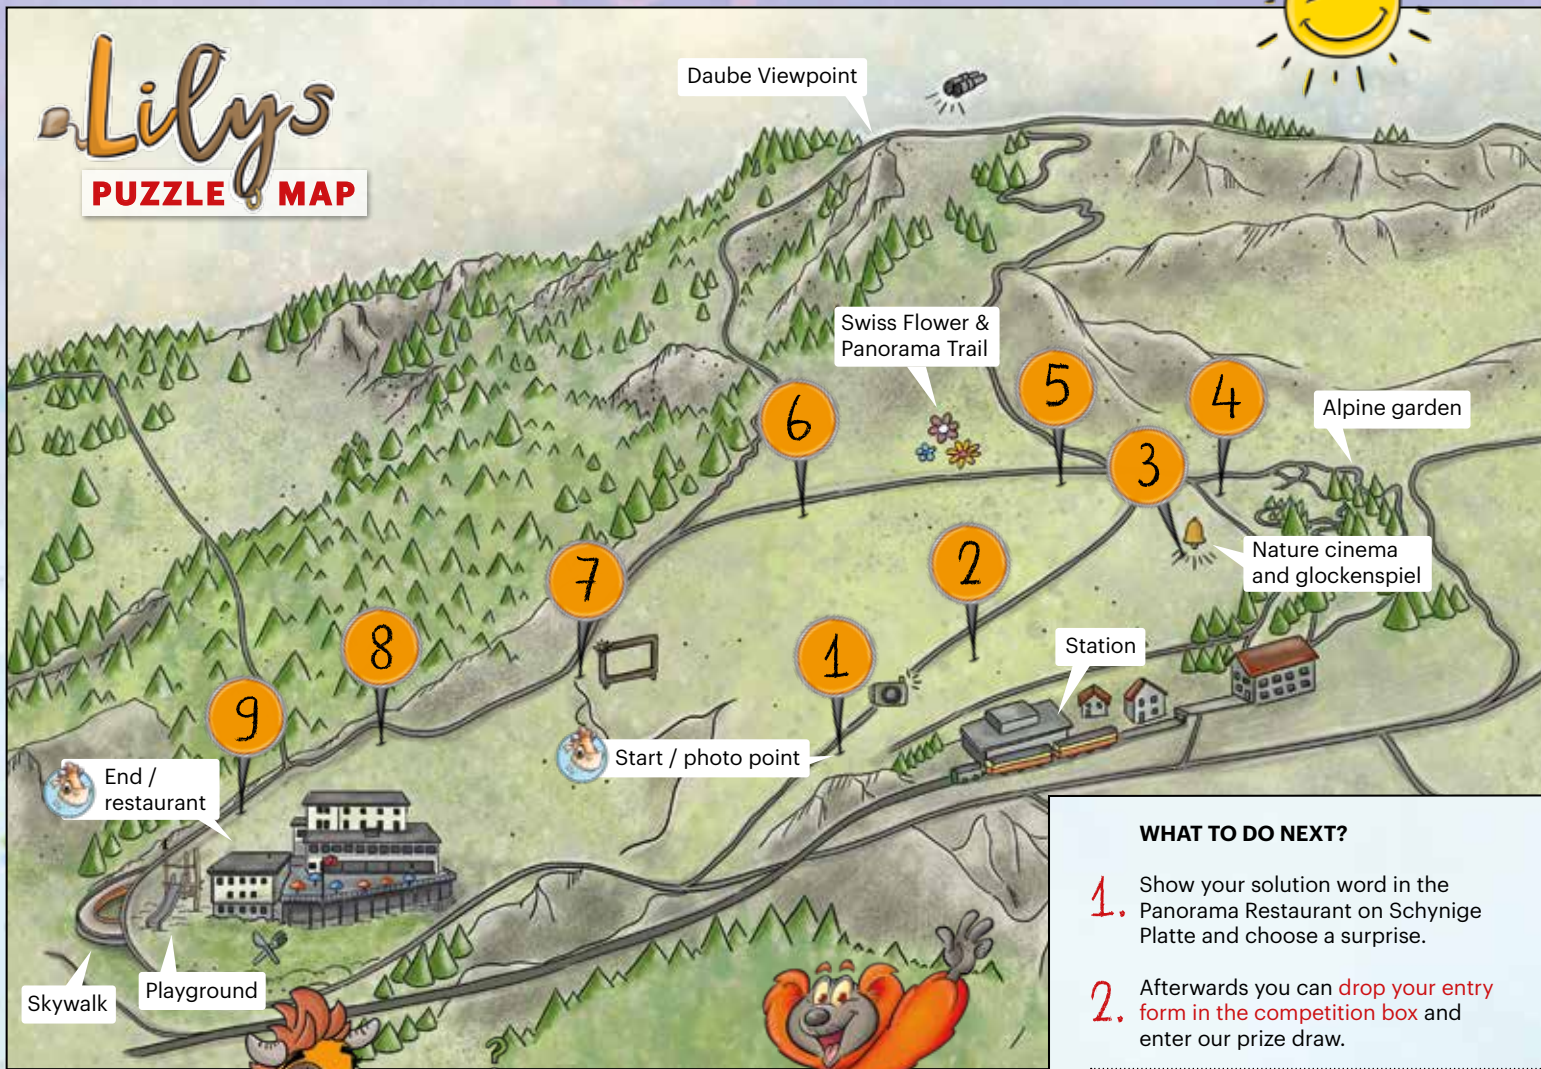 Lilys
PUZZLE MAP
Daube Viewpoint
Swiss Flower &
Panorama Trail
5
4
Alpine garden
6
3
Nature cinema
and glockenspiel
2
7
Station
1
8
9
Start / photo point
End /
restaurant
Playground
Skywalk
WHAT TO DO NEXT?
1. Show your solution word in the
Panorama Restaurant on Schynige
Platte and choose a surprise.
2. Afterwards you can drop your entry
form in the competition box and
enter our prize draw.